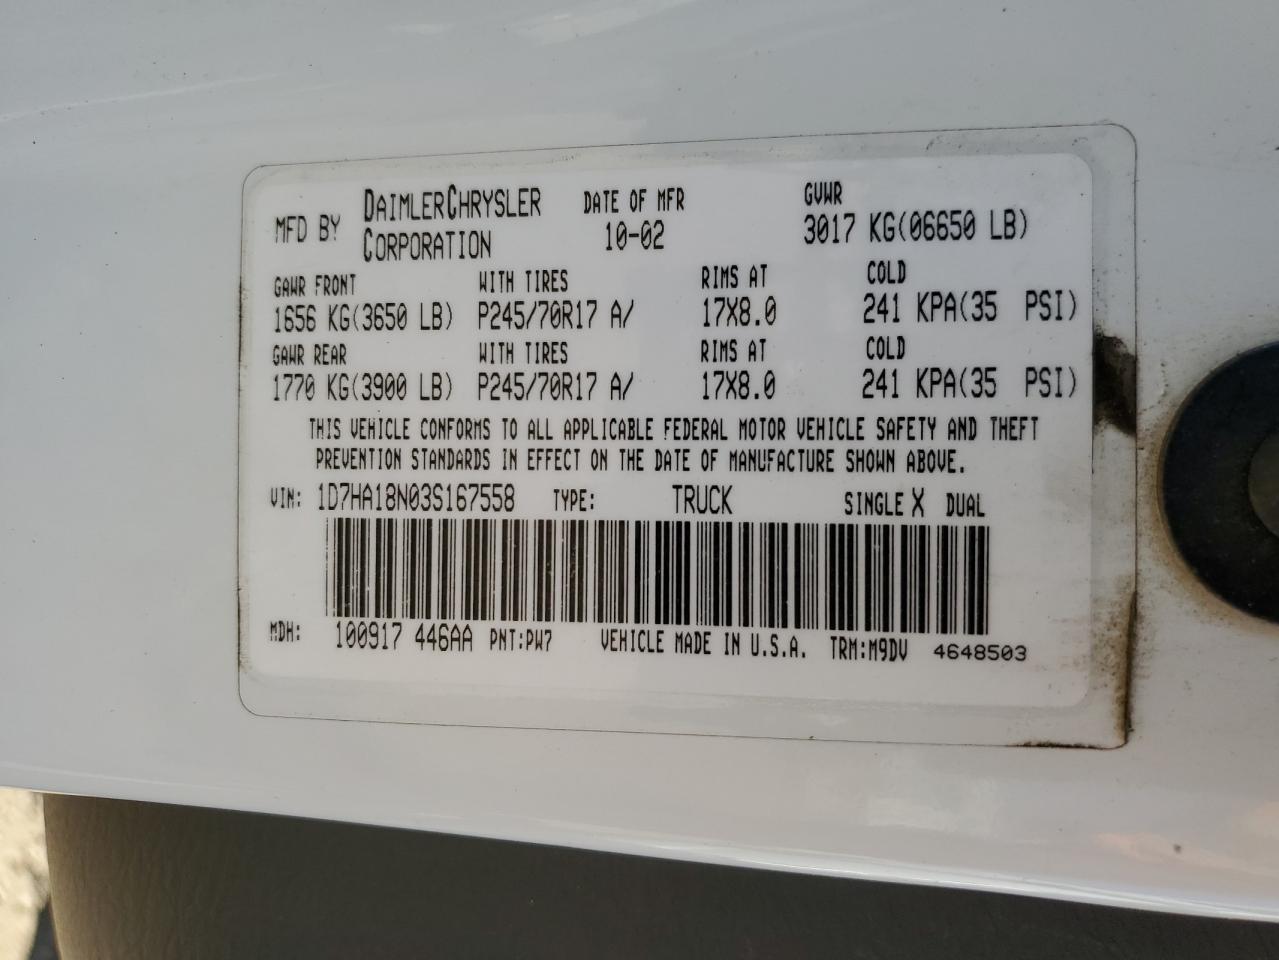 MFD BY DAIMLERCHRYSLER CORPORATION DATE OF MFR 10-02 GVWR 3017 KG(06650 LB)
GAWR FRONT WITH TIRES RIMS AT COLD
1656 KG(3650 LB) P245/70R17 A/ 17X8.0 241 KPA(35 PSI)
GAWR REAR WITH TIRES RIMS AT COLD
1770 KG(3900 LB) P245/70R17 A/ 17X8.0 241 KPA(35 PSI)
THIS VEHICLE CONFORMS TO ALL APPLICABLE FEDERAL MOTOR VEHICLE SAFETY AND THEFT
PREVENTION STANDARDS IN EFFECT ON THE DATE OF MANUFACTURE SHOWN ABOVE.
VIN: 1D7HA18N03S167558 TYPE: TRUCK SINGLE X DUAL
MDH: 100917 446AA PNT:PW7 VEHICLE MADE IN U.S.A. TRM:M9DV 4648503